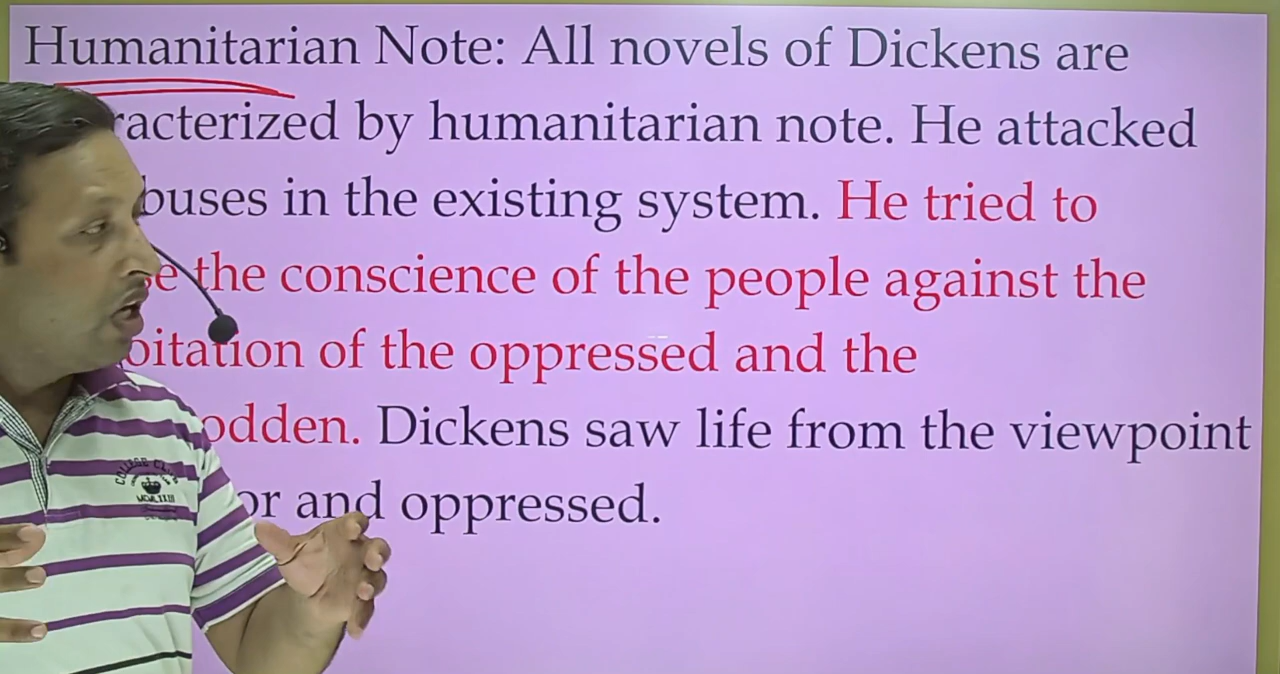 Humanitarian Note: All novels of Dickens are
racterized by humanitarian note. He attacked
buses in the existing system. He tried to
e the conscience of the people against the
oitation of the oppressed and the
odden. Dickens saw life from the viewpoint
or and oppressed.
COLLEGE